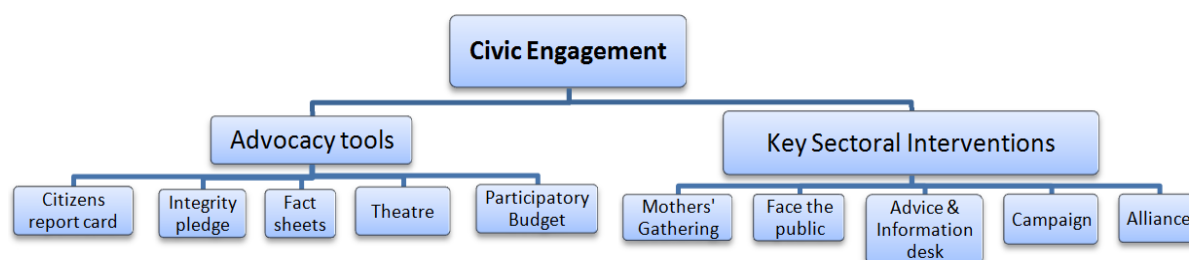 Civic Engagement
Advocacy tools
Key Sectoral Interventions
Citizens
report card
Integrity
pledge
Fact
sheets
Theatre
Participatory
Budget
Mothers'
Gathering
Face the
public
Advice &
Information
desk
Campaign
Alliance